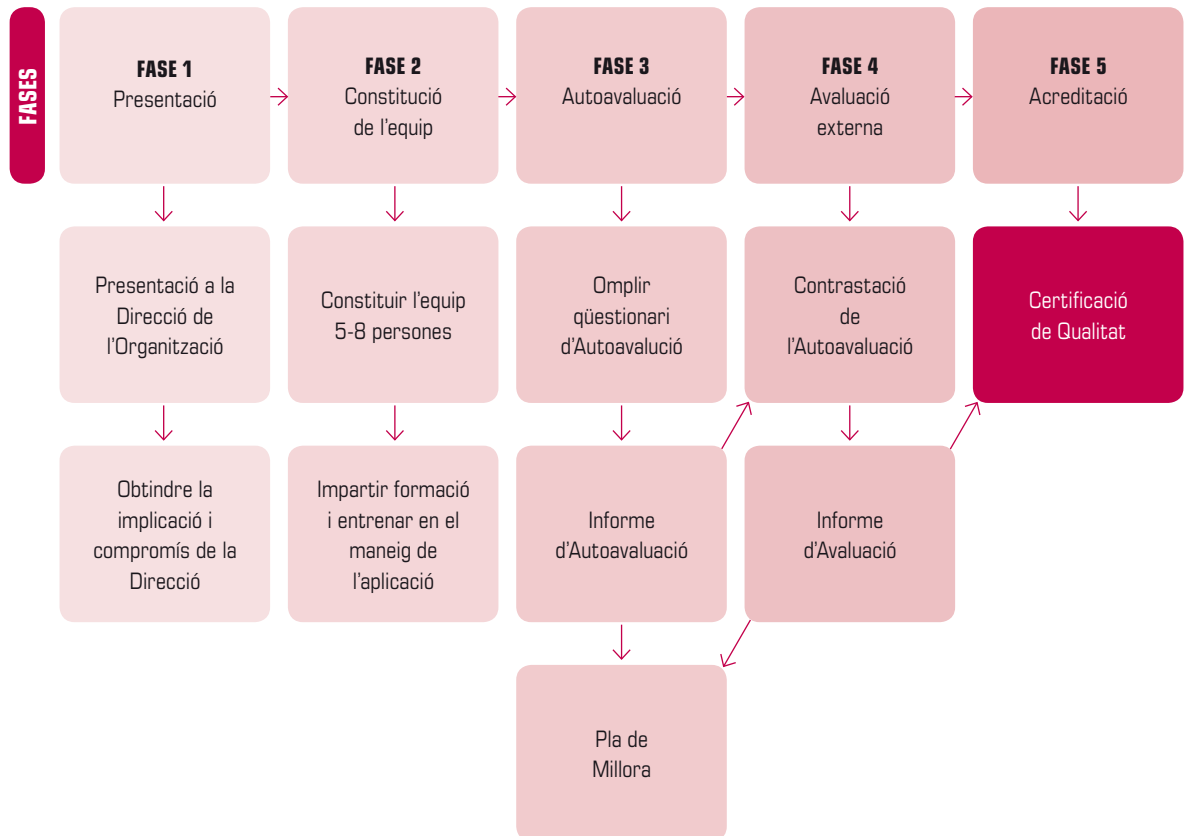 FASES
FASE 1
Presentació
FASE 2
Constitució
de l'equip
FASE 3
Autoavaluació
FASE 4
Avaluació
externa
FASE 5
Acreditació
Presentació a la
Direcció de
l'Organització
Constituir l'equip
5-8 persones
Omplir
qüestionari
d'Autoavalució
Contrastació
de
l'Autoavaluació
Certificació
de Qualitat
Obtindre la
implicació i
compromís de la
Direcció
Impartir formació
i entrenar en el
maneig de
l'aplicació
Informe
d'Autoavaluació
Informe
d'Avaluació
Pla de
Millora